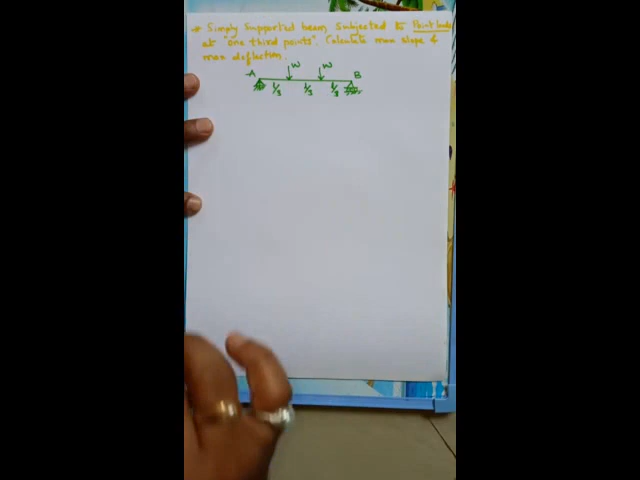 * Simply Supported beam Subjected to Point loads
at "one third points". Calculate max slope &
max deflection.
W W
A B
L/3 L/3 L/3